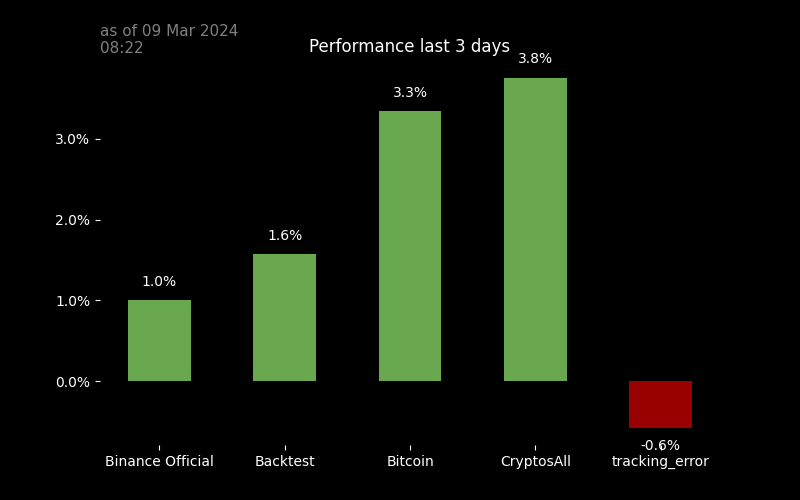 as of 09 Mar 2024
08:22
Performance last 3 days
3.8%
3.3%
3.0%
2.0%
1.6%
1.0%
1.0%
0.0%
-0.6%
Binance Official
Backtest
Bitcoin
CryptosAll
tracking_error